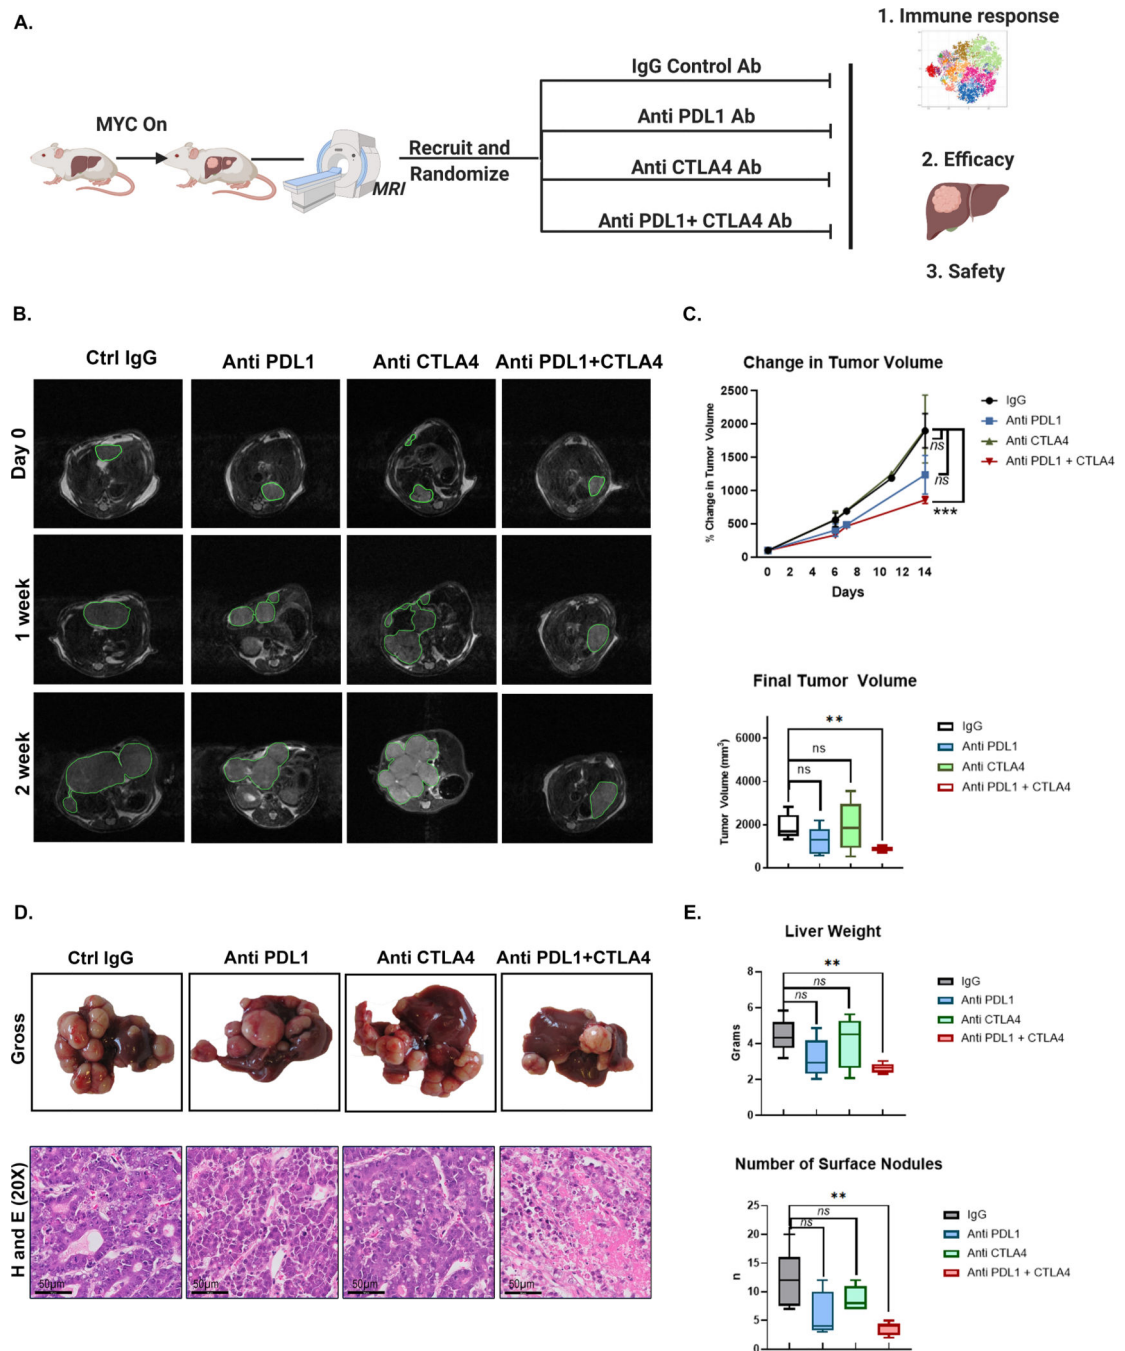 A.
1. Immune response
IgG Control Ab
MYC On
Anti PDL1 Ab
Recruit and
Randomize
MRI
Anti CTLA4 Ab
2. Efficacy
Anti PDL1+ CTLA4 Ab
3. Safety
B.
Ctrl IgG
Anti PDL1
Anti CTLA4
Anti PDL1+CTLA4
Day 0
1 week
2 week
C.
Change in Tumor Volume
% Change in Tumor Volume
2500
2000
1500
1000
500
0
0 2 4 6 8 10 12 14
Days
ns
ns
***
IgG
Anti PDL1
Anti CTLA4
Anti PDL1 + CTLA4
Final Tumor Volume
Tumor Volume (mm³)
6000
4000
2000
0
**
ns
ns
IgG
Anti PDL1
Anti CTLA4
Anti PDL1 + CTLA4
D.
Ctrl IgG
Anti PDL1
Anti CTLA4
Anti PDL1+CTLA4
Gross
H and E (20X)
50µm
50µm
50µm
50µm
E.
Liver Weight
Grams
8
6
4
2
0
**
ns
ns
IgG
Anti PDL1
Anti CTLA4
Anti PDL1 + CTLA4
Number of Surface Nodules
n
25
20
15
10
5
0
**
ns
ns
IgG
Anti PDL1
Anti CTLA4
Anti PDL1 + CTLA4